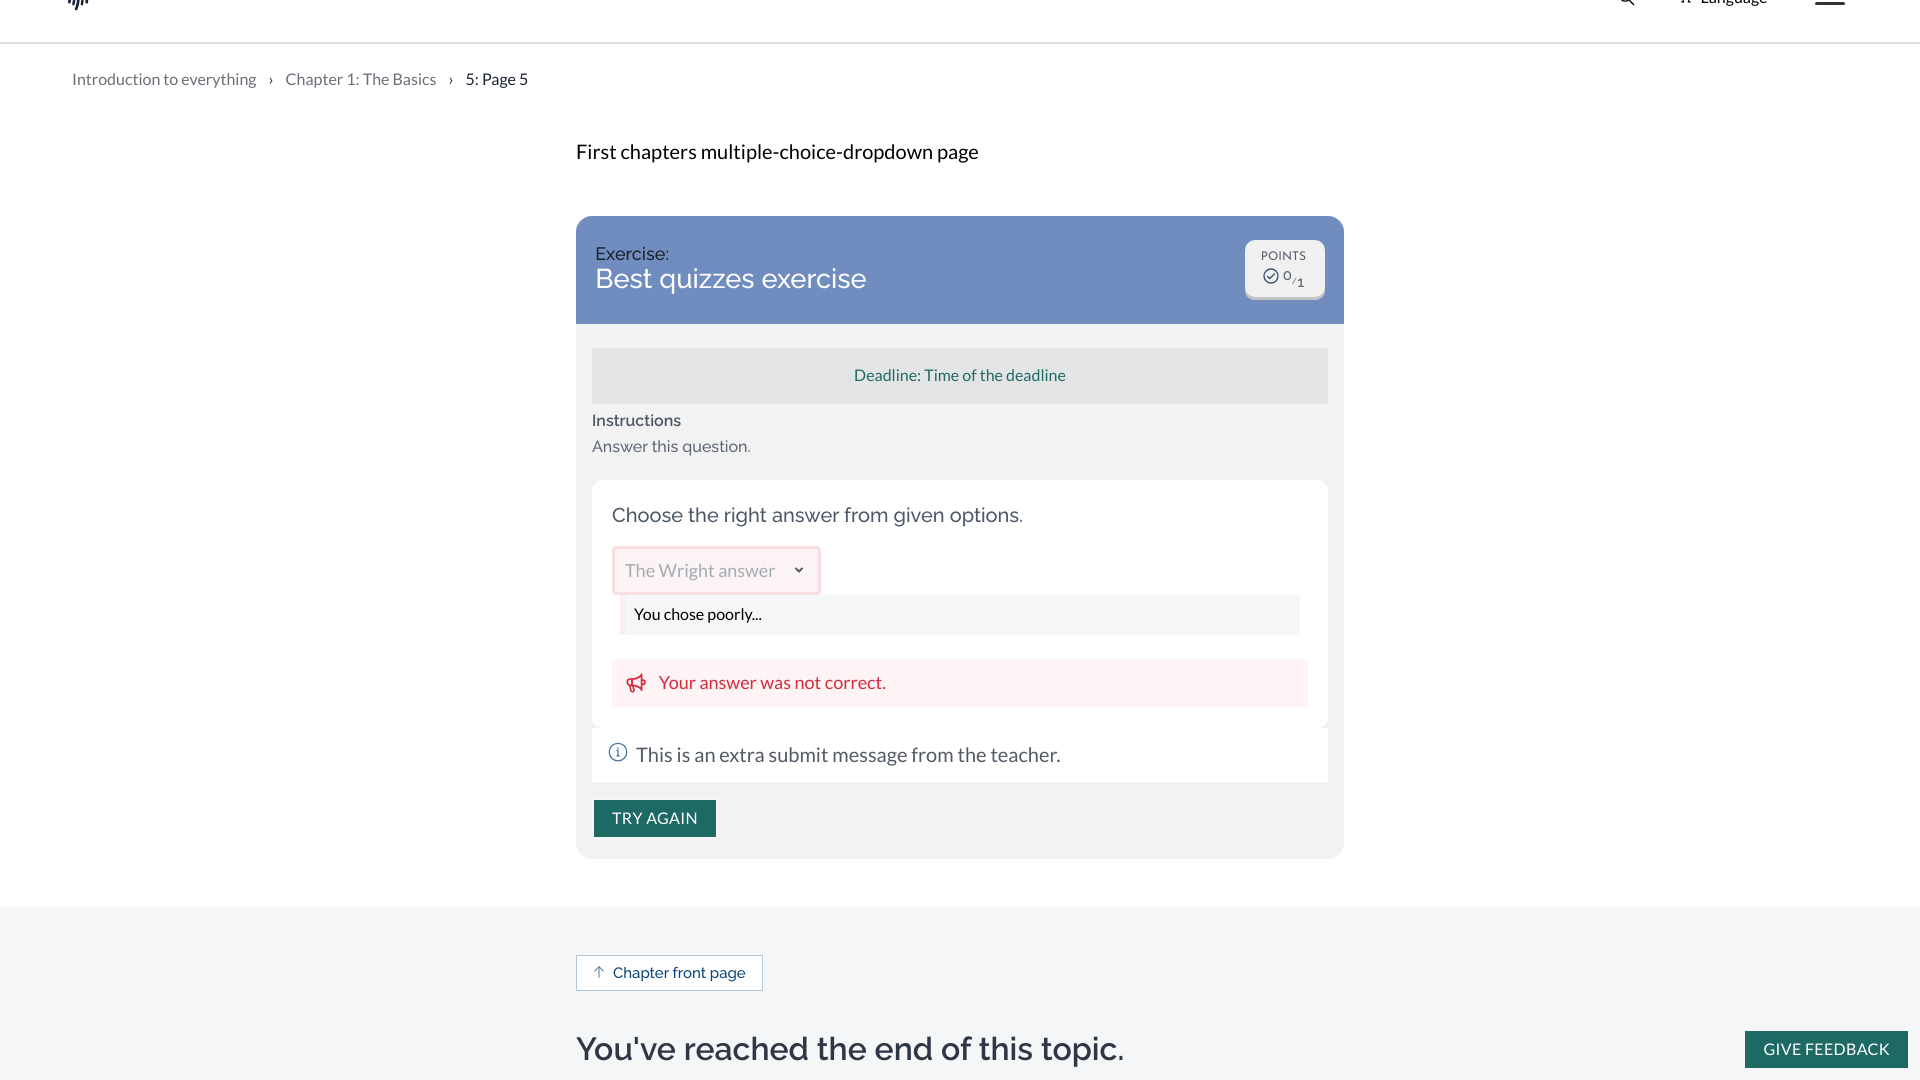 Language
Introduction to everything › Chapter 1: The Basics › 5: Page 5
First chapters multiple-choice-dropdown page
Exercise:
Best quizzes exercise
POINTS
0/1
Deadline: Time of the deadline
Instructions
Answer this question.
Choose the right answer from given options.
The Wright answer
You chose poorly...
Your answer was not correct.
This is an extra submit message from the teacher.
TRY AGAIN
Chapter front page
You've reached the end of this topic.
GIVE FEEDBACK